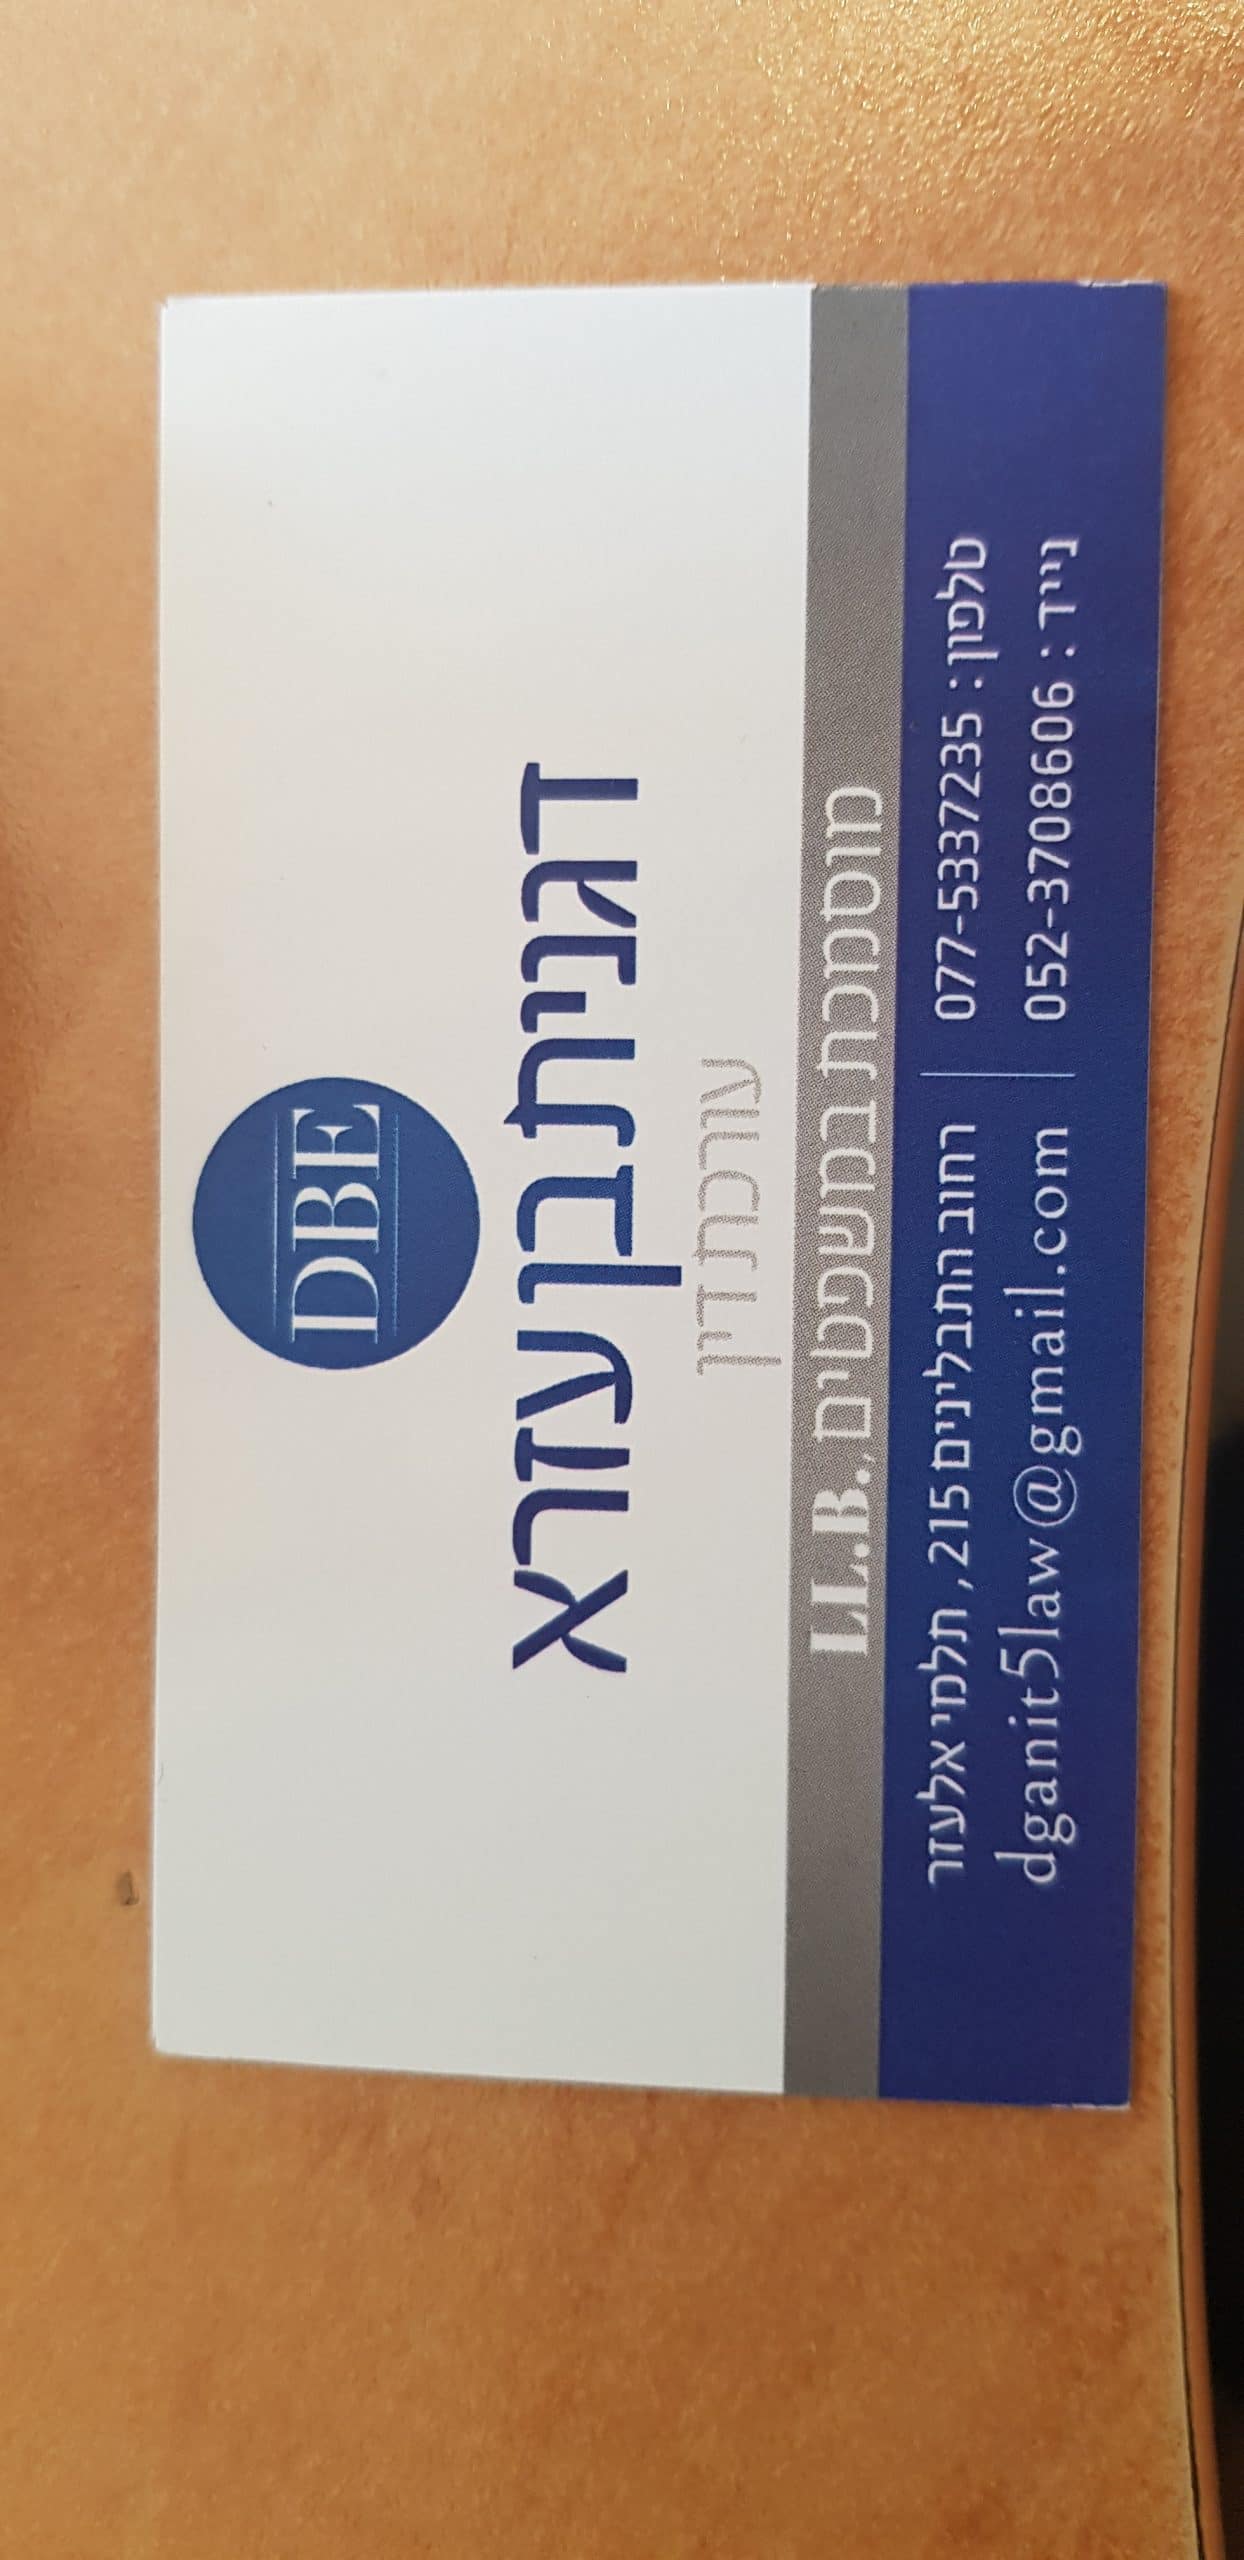 DBE
דגנית בן עזרא
עורכת דין
מוסמכת במשפטים, .LL.B
טלפון: 077-5337235 | רחוב התבלינים 215, תלמי אלעזר
נייד: 052-3708606 | dganit5law@gmail.com